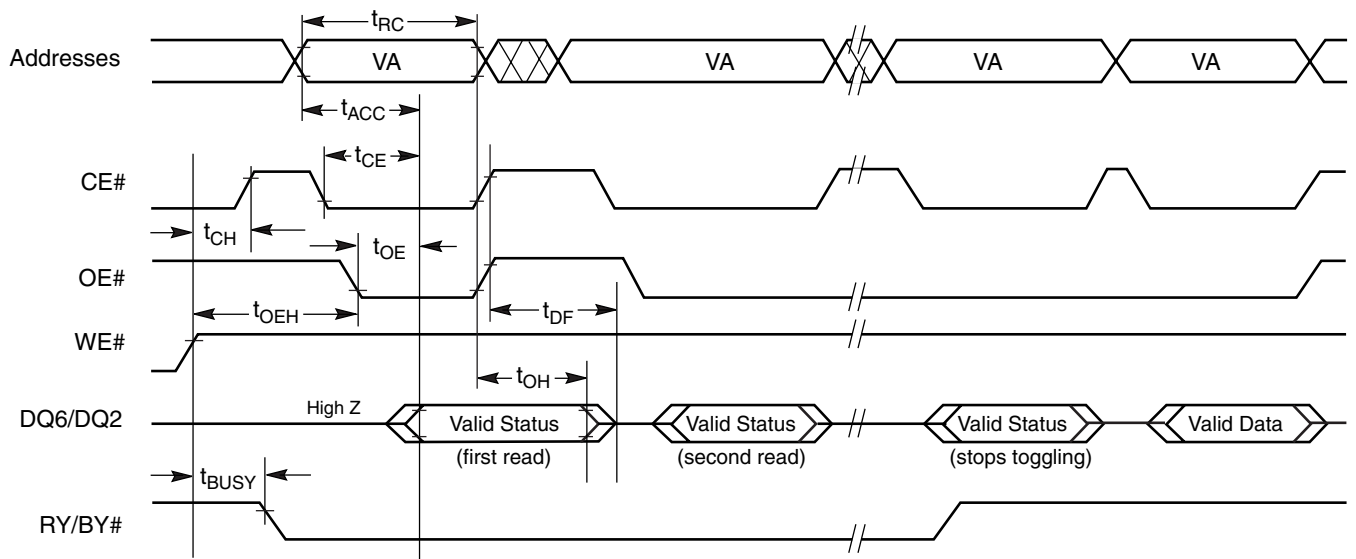 tRC
Addresses VA VA VA VA
tACC
tCE
CE#
tCH tOE
OE#
tOEH tDF
WE#
tOH
High Z
DQ6/DQ2 Valid Status Valid Status Valid Status Valid Data
(first read) (second read) (stops toggling)
tBUSY
RY/BY#